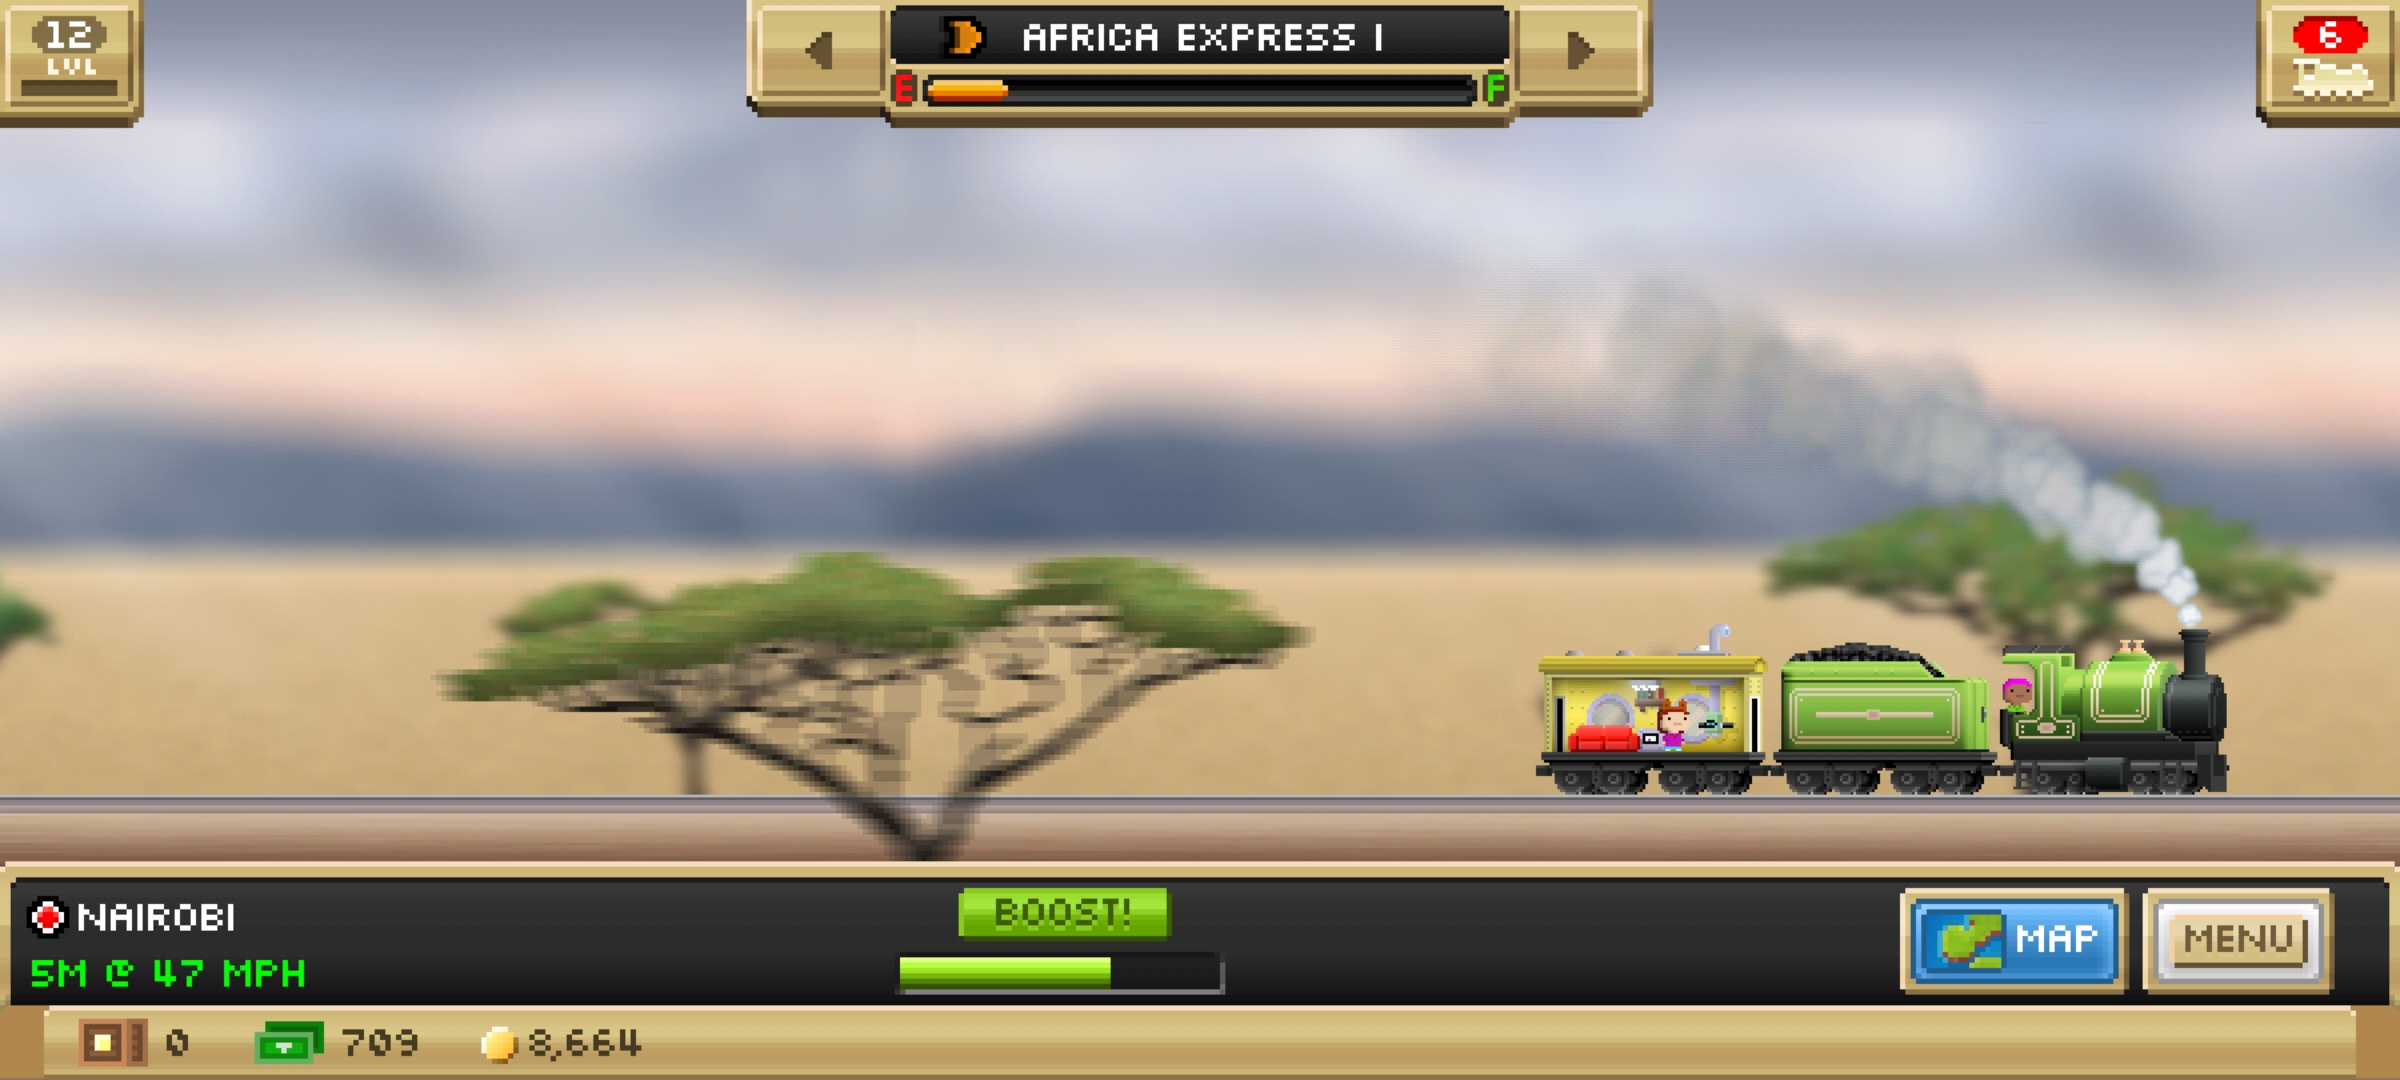 12
LVL
AFRICA EXPRESS I
E F
6
NAIROBI
BOOST!
5M @ 47 MPH
MAP
MENU
0 709 8,664